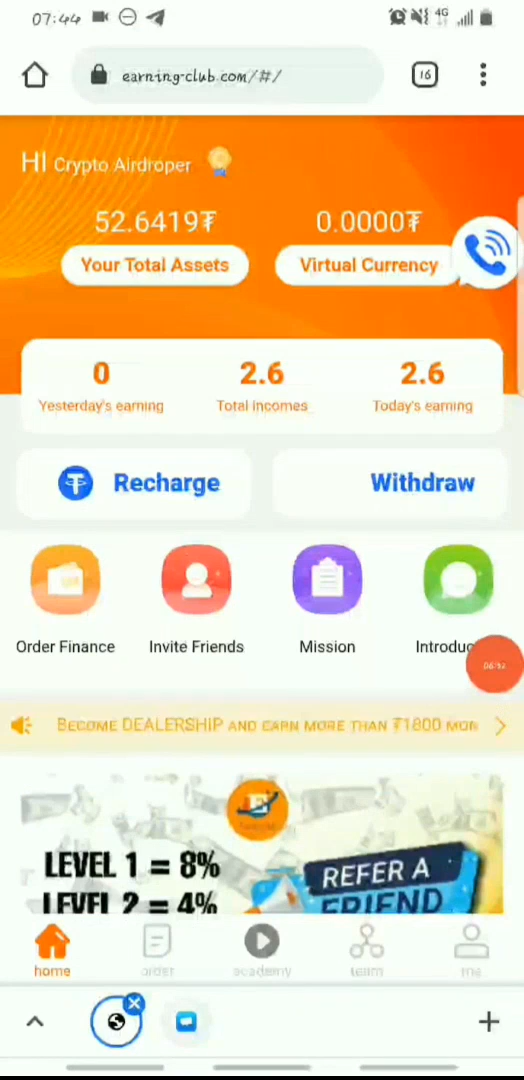 07:44
4G
earning-club.com/#/
16
HI Crypto Airdroper
52.6419₮
0.0000₮
Your Total Assets
Virtual Currency
0
2.6
2.6
Yesterday's earning
Total incomes
Today's earning
Recharge
Withdraw
Order Finance
Invite Friends
Mission
Introduc
BECOME DEALERSHIP AND EARN MORE THAN ₮1800 MON
LEVEL 1 = 8%
LEVEL 2 = 4%
REFER A
FRIEND
home
order
academy
team
me